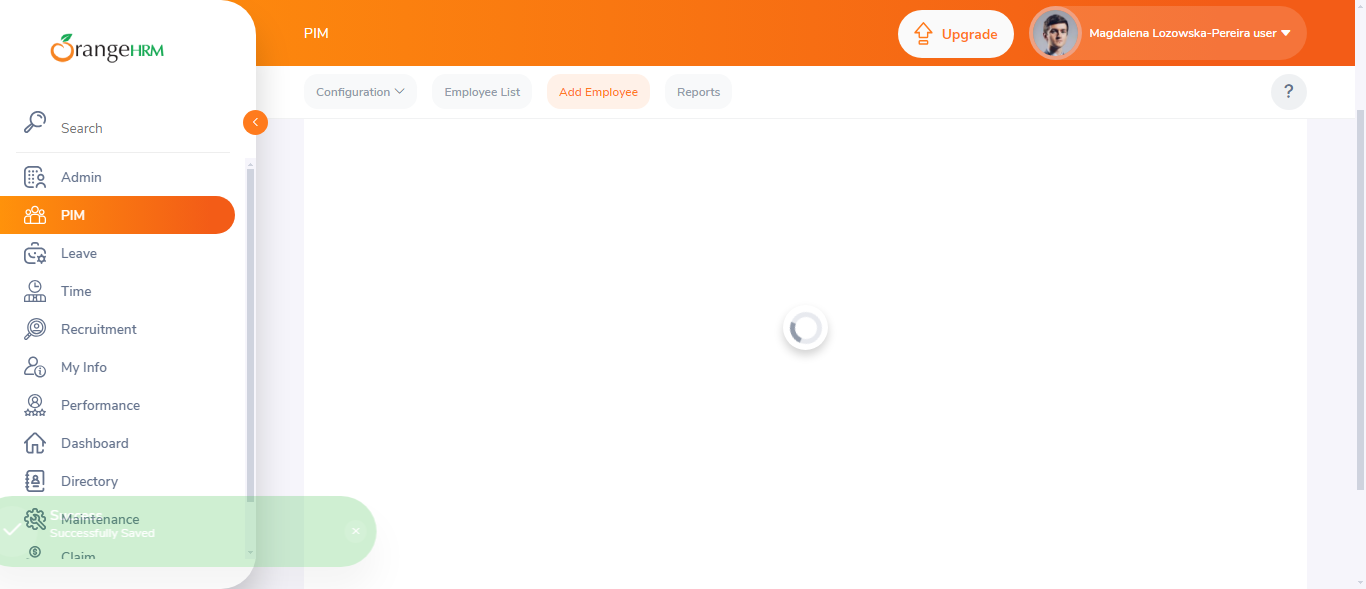 OrangeHRM
PIM
Upgrade
Magdalena Lozowska-Pereira user
Configuration
Employee List
Add Employee
Reports
?
Search
Admin
PIM
Leave
Time
Recruitment
My Info
Performance
Dashboard
Directory
Success
Maintenance
Successfully Saved
Claim